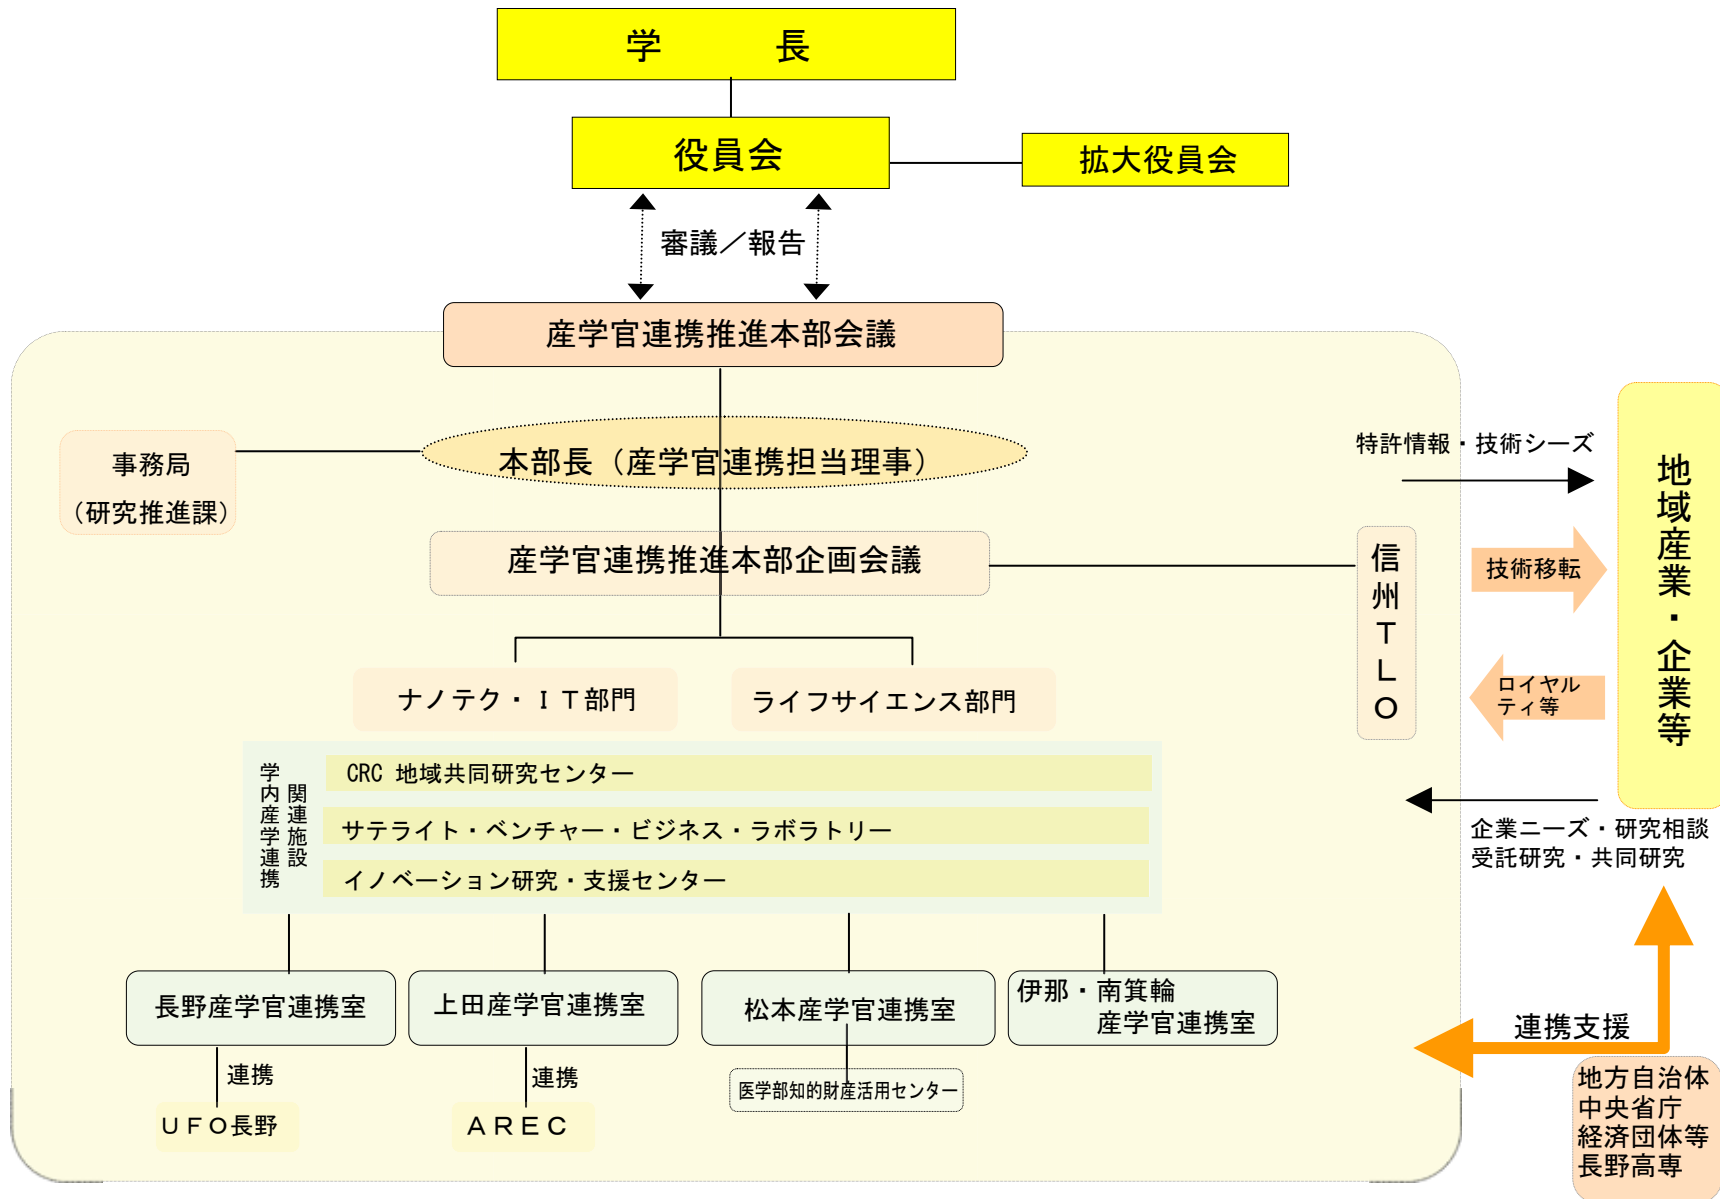 学　長
役員会
拡大役員会
審議／報告
産学官連携推進本部会議
事務局
（研究推進課）
本部長（産学官連携担当理事）
産学官連携推進本部企画会議
信州ＴＬＯ
ナノテク・ＩＴ部門
ライフサイエンス部門
学内産学連携
関連施設
CRC 地域共同研究センター
サテライト・ベンチャー・ビジネス・ラボラトリー
イノベーション研究・支援センター
長野産学官連携室
上田産学官連携室
松本産学官連携室
伊那・南箕輪
産学官連携室
連携
連携
医学部知的財産活用センター
ＵＦＯ長野
ＡＲＥＣ
特許情報・技術シーズ
技術移転
ロイヤル
ティ等
地域産業・企業等
企業ニーズ・研究相談
受託研究・共同研究
連携支援
地方自治体
中央省庁
経済団体等
長野高専